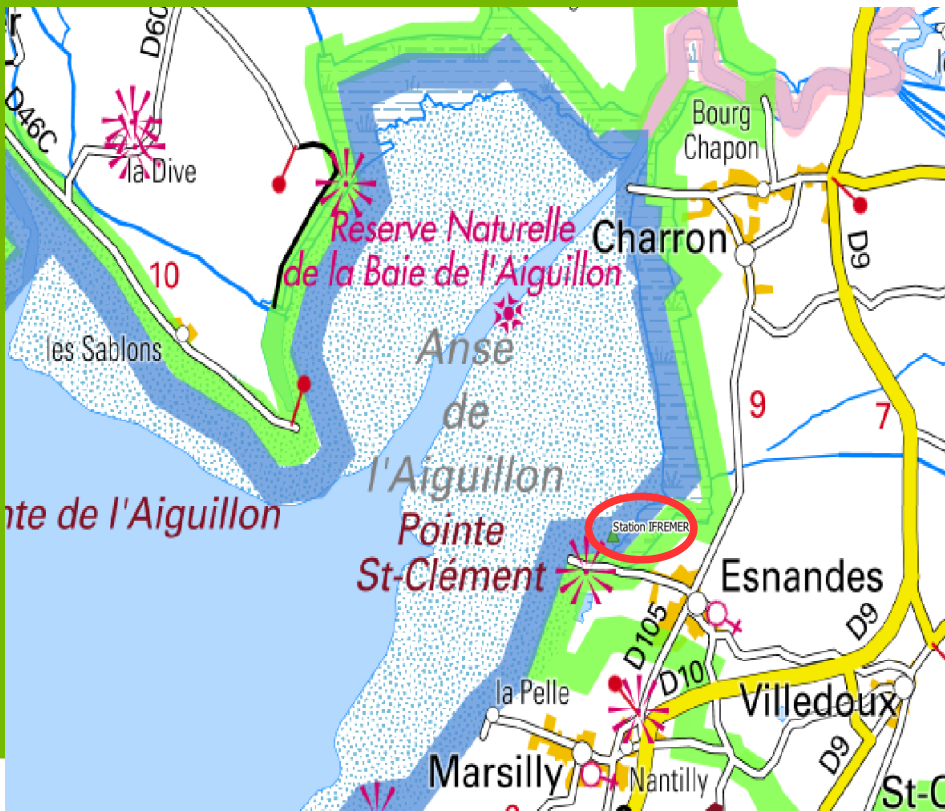 D60
D46C
la Dive
Bourg
Chapon
Réserve Naturelle
de la Baie de l'Aiguillon
Charron
D9
10
les Sablons
Anse
de
l'Aiguillon
9
7
nte de l'Aiguillon
Pointe
St-Clément
Station IFREMER
Esnandes
D105
D9
D10
la Pelle
Villedoux
D9
Marsilly
Nantilly
St-C